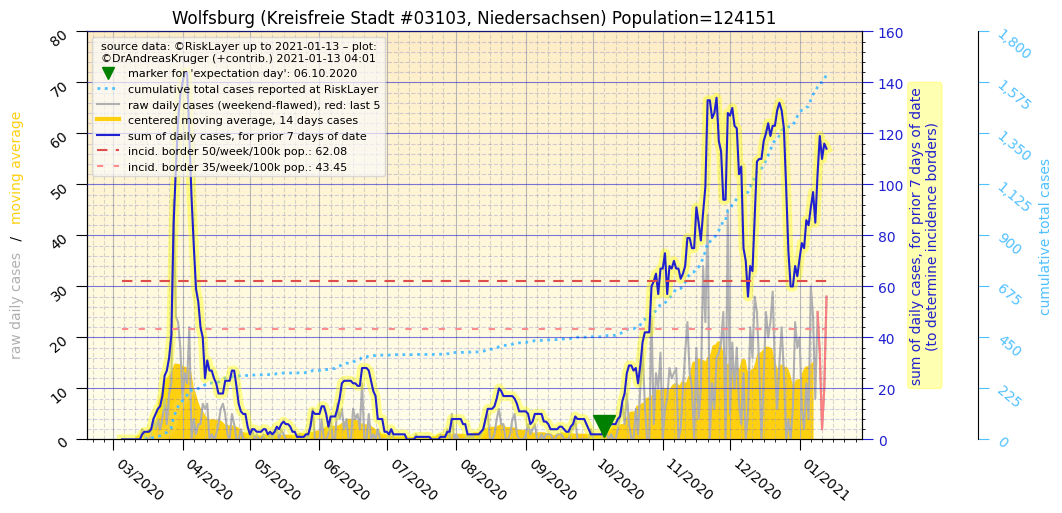 Wolfsburg (Kreisfreie Stadt #03103, Niedersachsen) Population=124151
source data: ©RiskLayer up to 2021-01-13 – plot:
©DrAndreasKruger (+contrib.) 2021-01-13 04:01
marker for 'expectation day': 06.10.2020
cumulative total cases reported at RiskLayer
raw daily cases (weekend-flawed), red: last 5
centered moving average, 14 days cases
sum of daily cases, for prior 7 days of date
incid. border 50/week/100k pop.: 62.08
incid. border 35/week/100k pop.: 43.45
raw daily cases / moving average
80
70
60
50
40
30
20
10
0
03/2020
04/2020
05/2020
06/2020
07/2020
08/2020
09/2020
10/2020
11/2020
12/2020
01/2021
160
140
120
100
80
60
40
20
0
sum of daily cases, for prior 7 days of date
(to determine incidence borders)
1,800
1,575
1,350
1,125
900
675
450
225
0
cumulative total cases